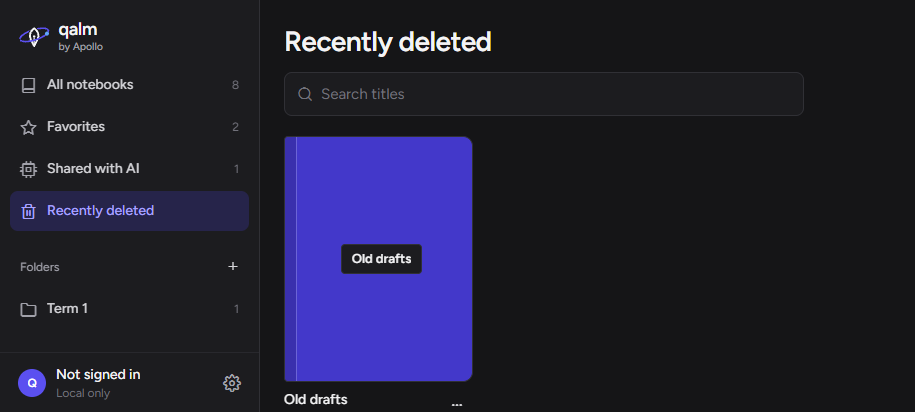 qalm
by Apollo
All notebooks 8
Favorites 2
Shared with AI 1
Recently deleted
Folders +
Term 1 1
Q
Not signed in
Local only
Recently deleted
Search titles
Old drafts
Old drafts ...